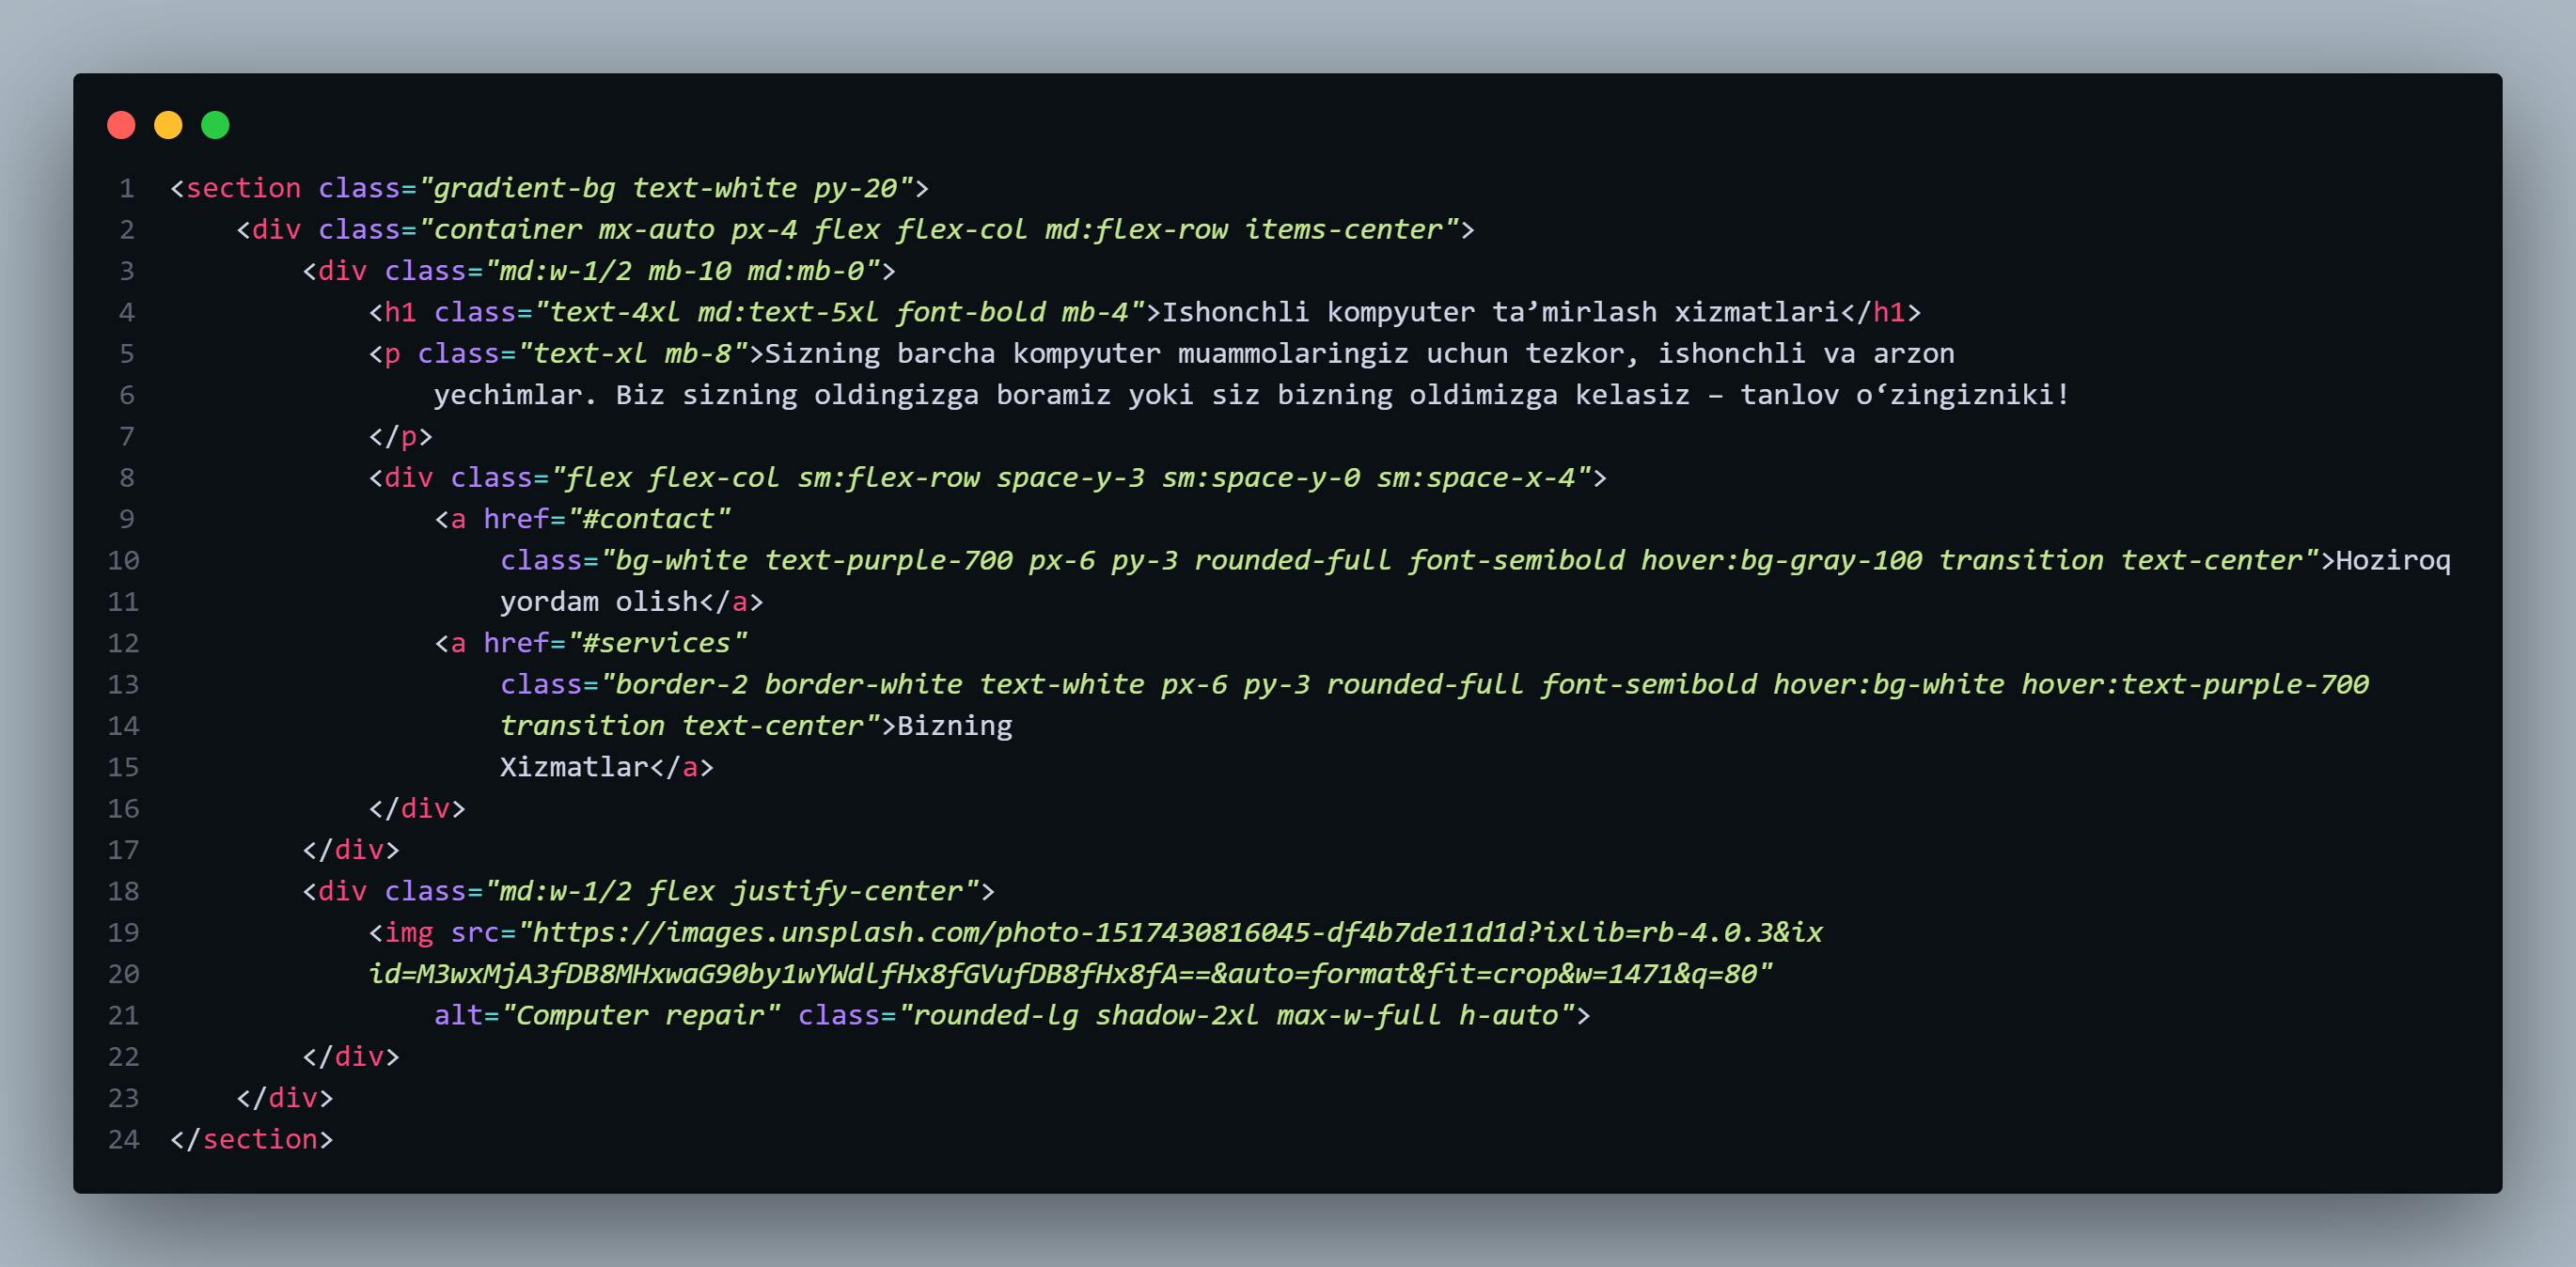 1 <section class="gradient-bg text-white py-20">
2 <div class="container mx-auto px-4 flex flex-col md:flex-row items-center">
3 <div class="md:w-1/2 mb-10 md:mb-0">
4 <h1 class="text-4xl md:text-5xl font-bold mb-4">Ishonchli kompyuter ta’mirlash xizmatlari</h1>
5 <p class="text-xl mb-8">Sizning barcha kompyuter muammolaringiz uchun tezkor, ishonchli va arzon
6 yechimlar. Biz sizning oldingizga boramiz yoki siz bizning oldimizga kelasiz – tanlov o‘zingizniki!
7 </p>
8 <div class="flex flex-col sm:flex-row space-y-3 sm:space-y-0 sm:space-x-4">
9 <a href="#contact"
10 class="bg-white text-purple-700 px-6 py-3 rounded-full font-semibold hover:bg-gray-100 transition text-center">Hoziroq
11 yordam olish</a>
12 <a href="#services"
13 class="border-2 border-white text-white px-6 py-3 rounded-full font-semibold hover:bg-white hover:text-purple-700
14 transition text-center">Bizning
15 Xizmatlar</a>
16 </div>
17 </div>
18 <div class="md:w-1/2 flex justify-center">
19 <img src="https://images.unsplash.com/photo-1517430816045-df4b7de11d1d?ixlib=rb-4.0.3&ix
20 id=M3wxMjA3fDB8MHxwaG90by1wYWdlfHx8fGVufDB8fHx8fA==&auto=format&fit=crop&w=1471&q=80"
21 alt="Computer repair" class="rounded-lg shadow-2xl max-w-full h-auto">
22 </div>
23 </div>
24 </section>